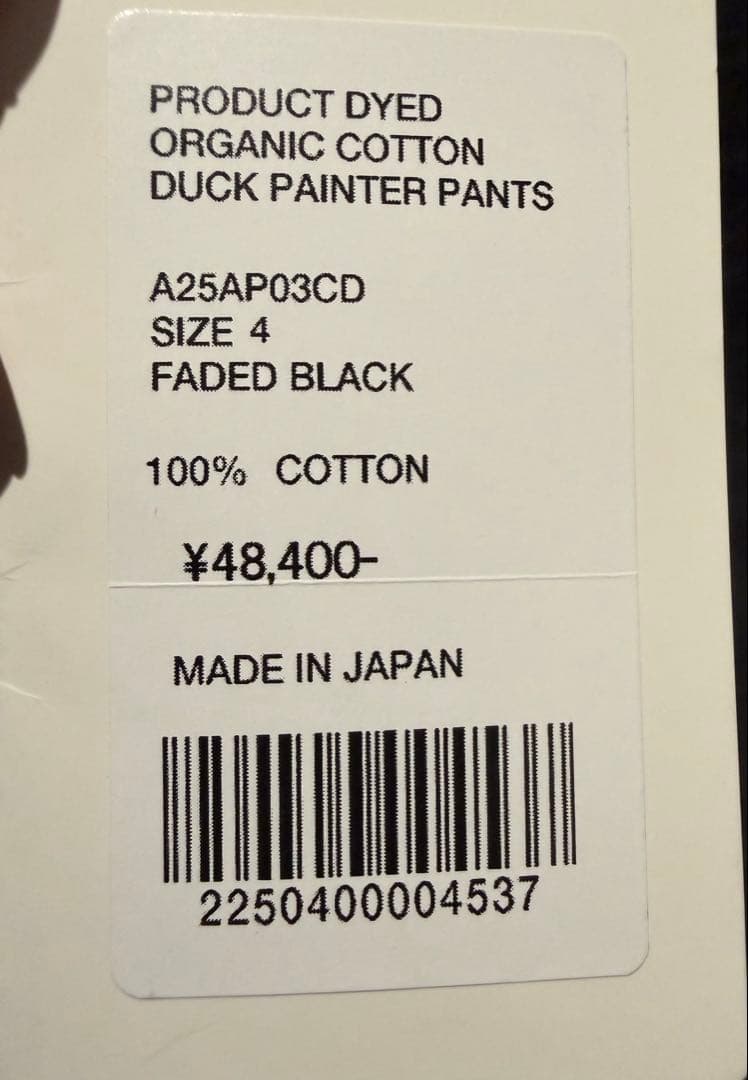 PRODUCT DYED
ORGANIC COTTON
DUCK PAINTER PANTS
A25AP03CD
SIZE 4
FADED BLACK
100% COTTON
¥48,400-
MADE IN JAPAN
2250400004537